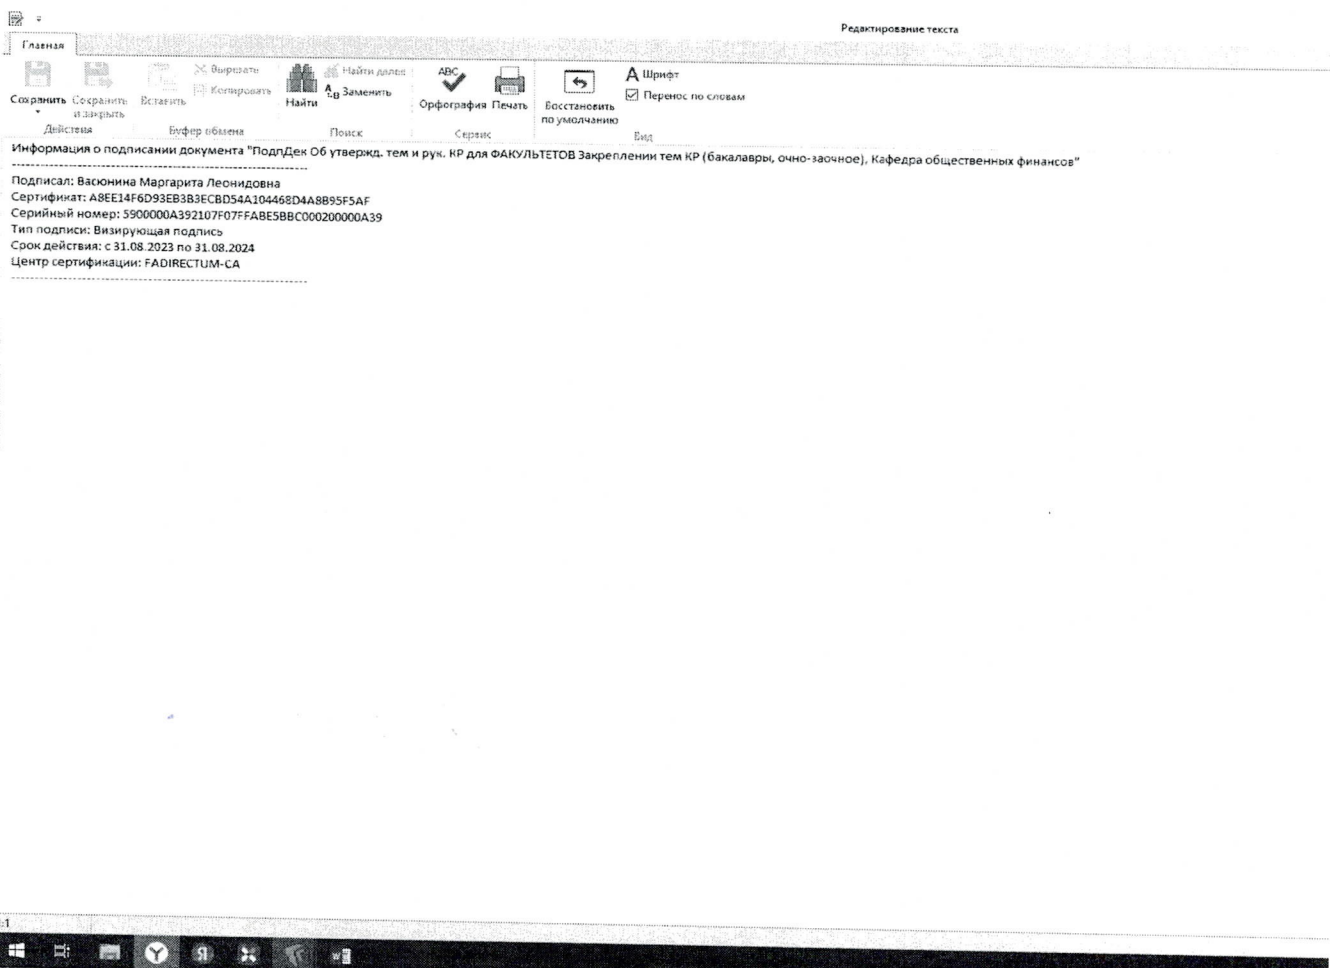 Редактирование текста
Главная
Сохранить
Сохранить и закрыть
Действия
Вставить
Вырезать
Копировать
Буфер обмена
Найти
Найти далее
Заменить
Поиск
ABC
Орфография
Печать
Сервис
Восстановить по умолчанию
Шрифт
Перенос по словам
Вид
Информация о подписании документа "ПодпДек Об утвержд. тем и рук. КР для ФАКУЛЬТЕТОВ Закреплении тем КР (бакалавры, очно-заочное), Кафедра общественных финансов"
Подписал: Васюнина Маргарита Леонидовна
Сертификат: A8EE14F6D93EB3B3ECBD54A104468D4A8B95F5AF
Серийный номер: 5900000A392107F07FFABE5BBC000200000A39
Тип подписи: Визирующая подпись
Срок действия: с 31.08.2023 по 31.08.2024
Центр сертификации: FADIRECTUM-CA